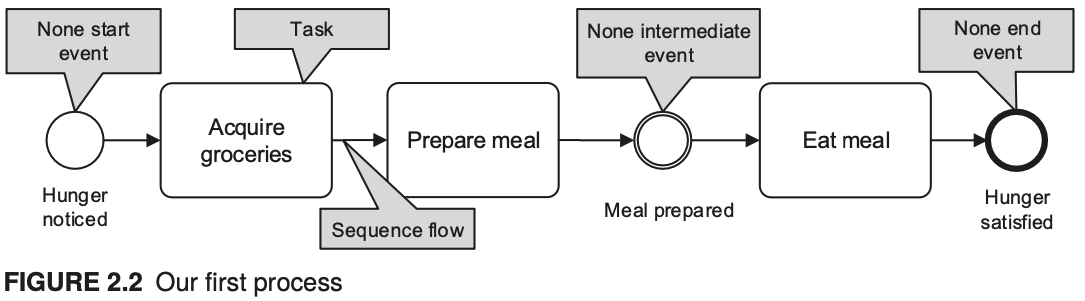 None start
event
Task
None intermediate
event
None end
event
Acquire
groceries
Prepare meal
Eat meal
Hunger
noticed
Sequence flow
Meal prepared
Hunger
satisfied
FIGURE 2.2 Our first process